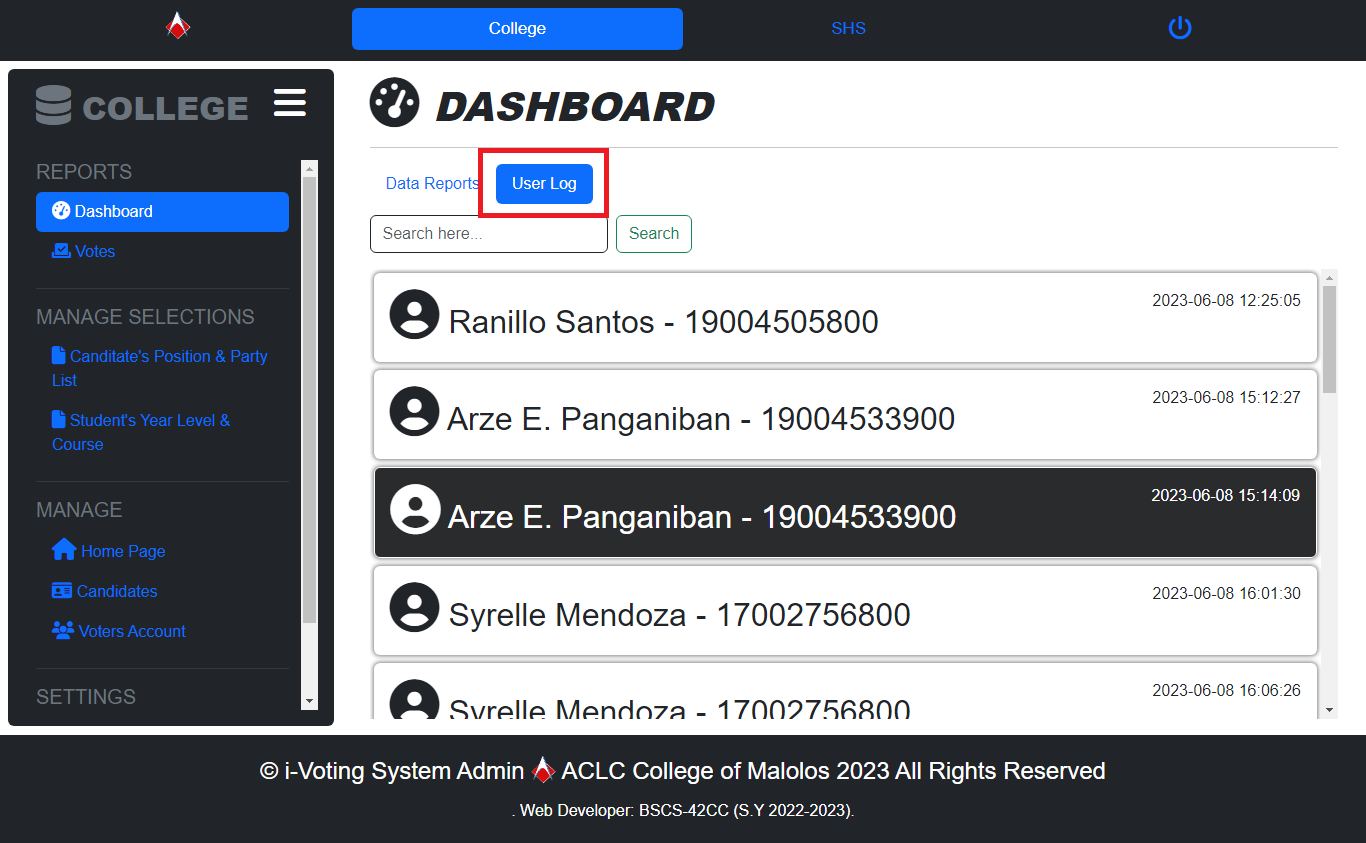 College
SHS
COLLEGE
REPORTS
Dashboard
Votes
MANAGE SELECTIONS
Canditate's Position & Party
List
Student's Year Level &
Course
MANAGE
Home Page
Candidates
Voters Account
SETTINGS
DASHBOARD
Data Reports
User Log
Search here...
Search
Ranillo Santos - 19004505800
2023-06-08 12:25:05
Arze E. Panganiban - 19004533900
2023-06-08 15:12:27
Arze E. Panganiban - 19004533900
2023-06-08 15:14:09
Syrelle Mendoza - 17002756800
2023-06-08 16:01:30
Syrelle Mendoza - 17002756800
2023-06-08 16:06:26
© i-Voting System Admin ACLC College of Malolos 2023 All Rights Reserved
. Web Developer: BSCS-42CC (S.Y 2022-2023).